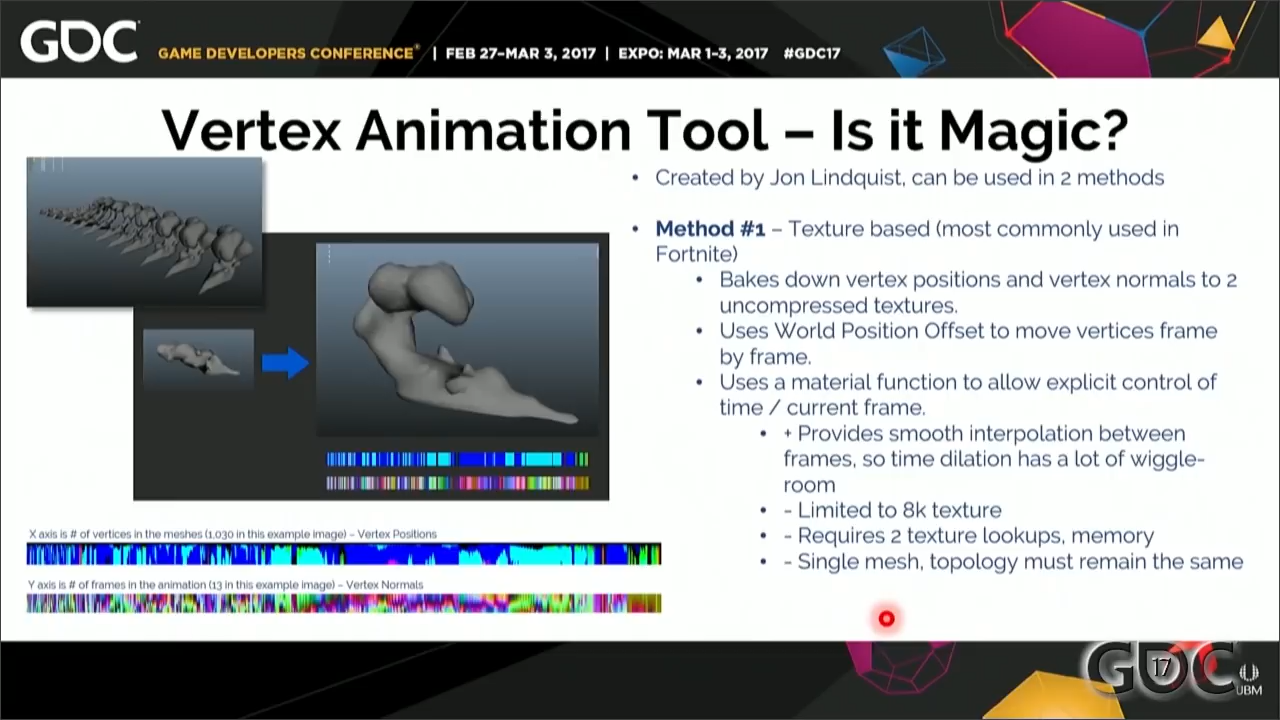 GDC GAME DEVELOPERS CONFERENCE® | FEB 27–MAR 3, 2017 | EXPO: MAR 1–3, 2017 #GDC17
Vertex Animation Tool – Is it Magic?
• Created by Jon Lindquist, can be used in 2 methods
• Method #1 – Texture based (most commonly used in
Fortnite)
• Bakes down vertex positions and vertex normals to 2
uncompressed textures.
• Uses World Position Offset to move vertices frame
by frame.
• Uses a material function to allow explicit control of
time / current frame.
• + Provides smooth interpolation between
frames, so time dilation has a lot of wiggle-
room
• - Limited to 8k texture
• - Requires 2 texture lookups, memory
• - Single mesh, topology must remain the same
X axis is # of vertices in the meshes (1,030 in this example image) – Vertex Positions
Y axis is # of frames in the animation (13 in this example image) – Vertex Normals
GDC 17
UBM